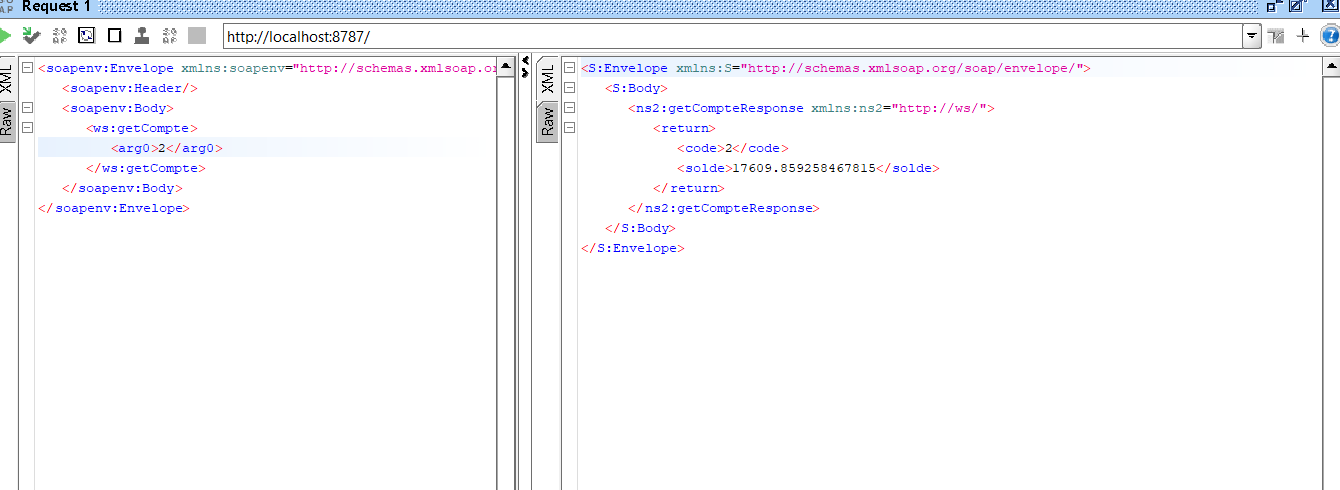 Request 1
http://localhost:8787/
XML
Raw
<soapenv:Envelope xmlns:soapenv="http://schemas.xmlsoap.or
<soapenv:Header/>
<soapenv:Body>
<ws:getCompte>
<arg0>2</arg0>
</ws:getCompte>
</soapenv:Body>
</soapenv:Envelope>
XML
Raw
<S:Envelope xmlns:S="http://schemas.xmlsoap.org/soap/envelope/">
<S:Body>
<ns2:getCompteResponse xmlns:ns2="http://ws/">
<return>
<code>2</code>
<solde>17609.859258467815</solde>
</return>
</ns2:getCompteResponse>
</S:Body>
</S:Envelope>